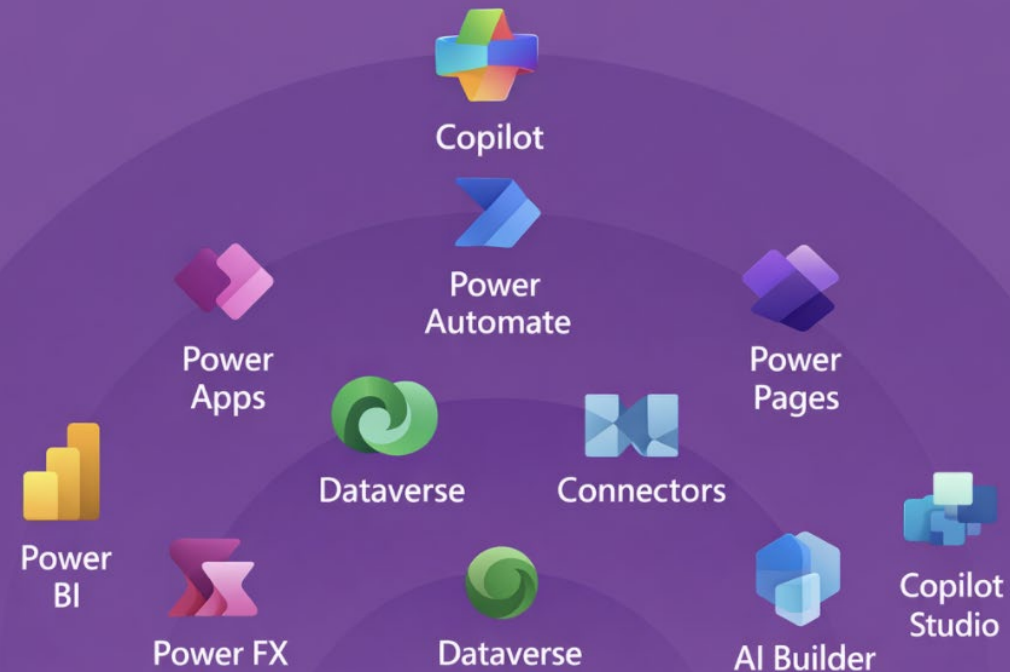 Copilot
Power
Automate
Power
Apps
Power
Pages
Dataverse
Connectors
Power
BI
Copilot
Studio
Power FX
Dataverse
AI Builder